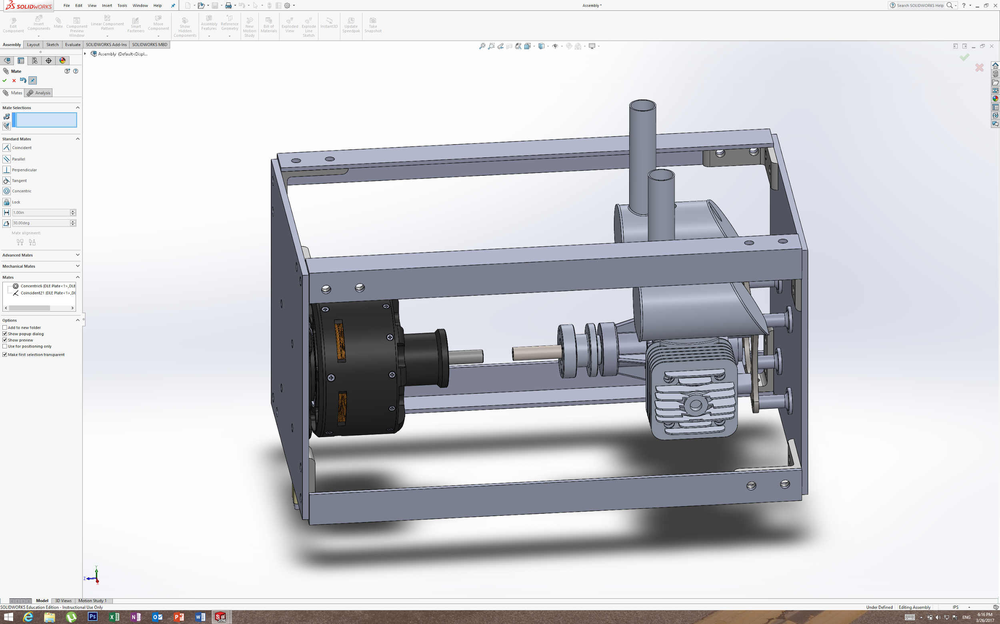 SOLIDWORKS
File Edit View Insert Tools Window Help
Assembly *
Search SOLIDWORKS Help
Edit Component
Insert Components
Mate
Component Preview Window
Linear Component Pattern
Smart Fasteners
Move Component
Show Hidden Components
Assembly Features
Reference Geometry
New Motion Study
Bill of Materials
Exploded View
Explode Line Sketch
Instant3D
Update Speedpak
Take Snapshot
Assembly Layout Sketch Evaluate SOLIDWORKS Add-Ins SOLIDWORKS MBD
Assembly (Default<Displ...
Mate
Mates Analysis
Mate Selections
Standard Mates
Coincident
Parallel
Perpendicular
Tangent
Concentric
Lock
1.00in
30.00deg
Mate alignment:
Advanced Mates
Mechanical Mates
Mates
Concentric6 (DLE Plate<1>,DLE
Coincident21 (DLE Plate<1>,DL
Options
Add to new folder
Show popup dialog
Show preview
Use for positioning only
Make first selection transparent
Y
Z
X
Model 3D Views Motion Study 1
SOLIDWORKS Education Edition - Instructional Use Only
Under Defined Editing Assembly IPS
Ps
SW 2016
ENG
6:16 PM
3/26/2017